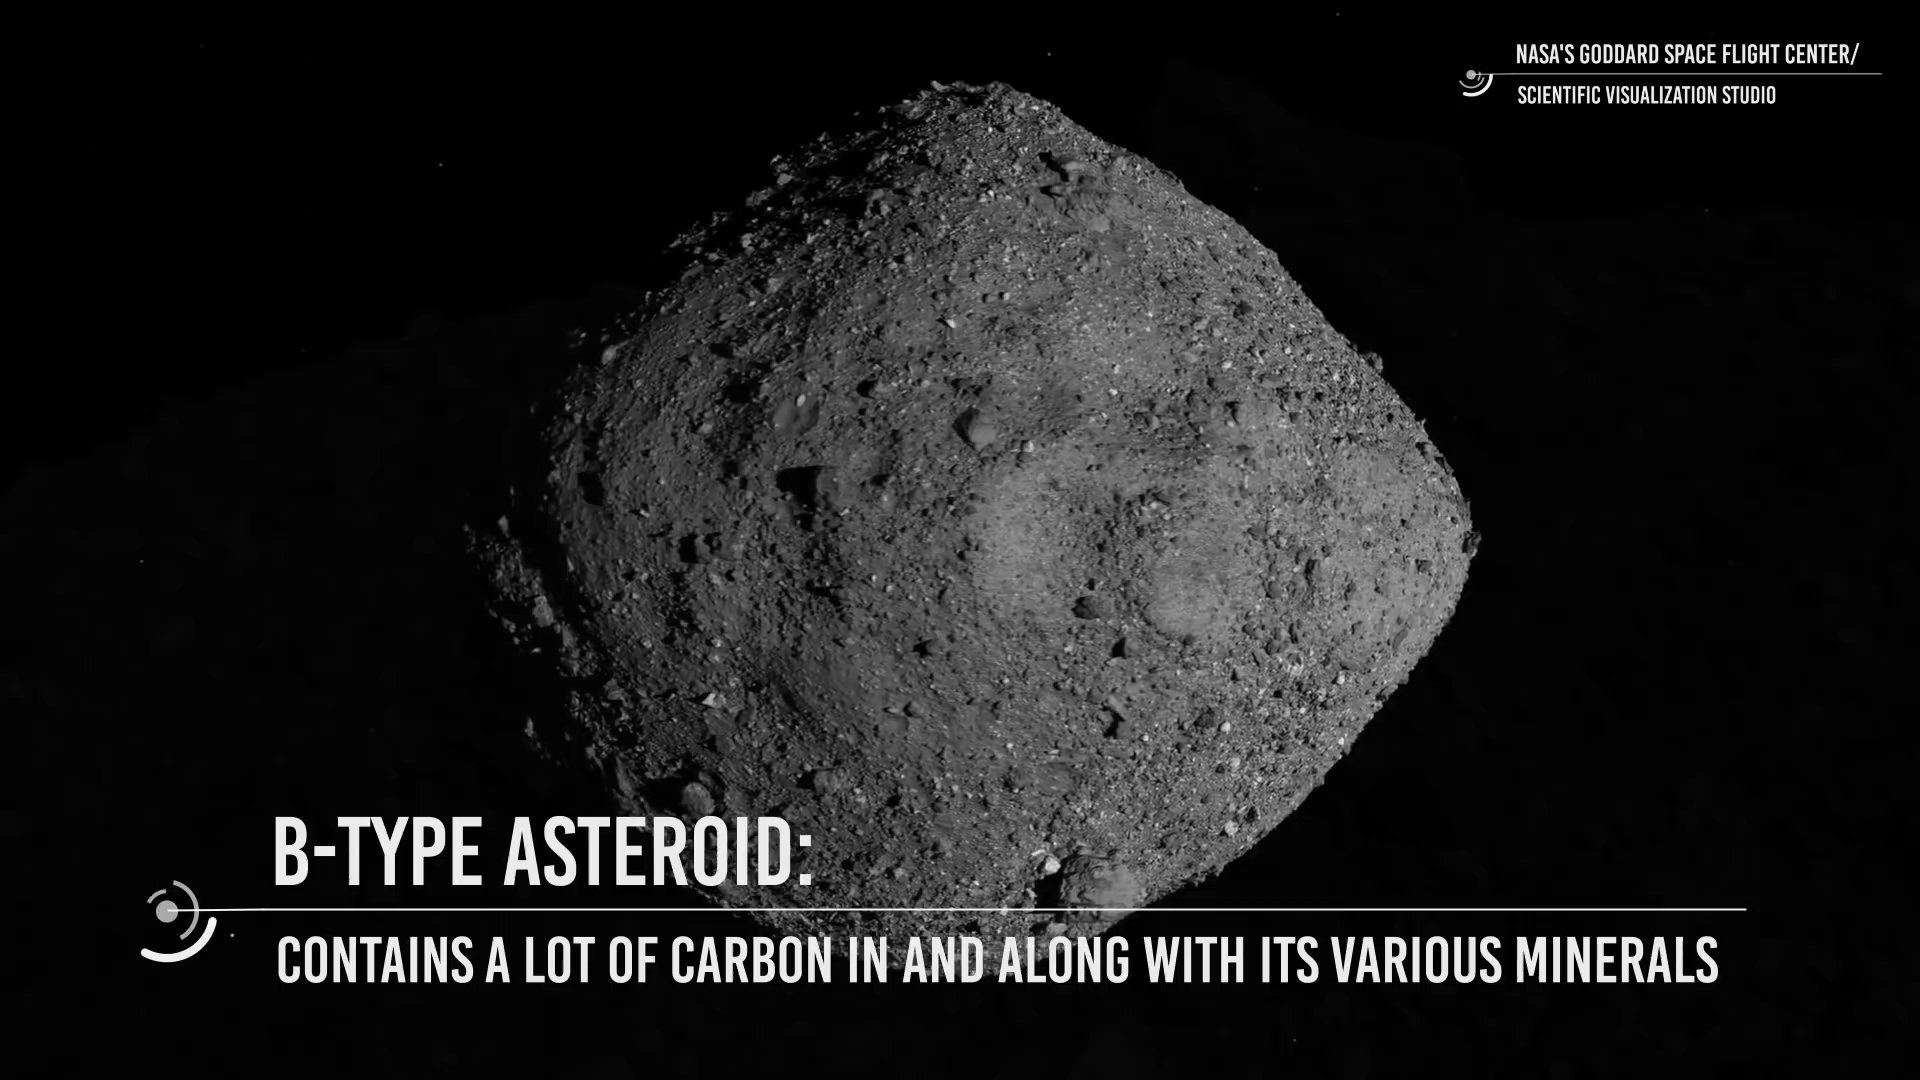 NASA'S GODDARD SPACE FLIGHT CENTER/
SCIENTIFIC VISUALIZATION STUDIO
B-TYPE ASTEROID:
CONTAINS A LOT OF CARBON IN AND ALONG WITH ITS VARIOUS MINERALS